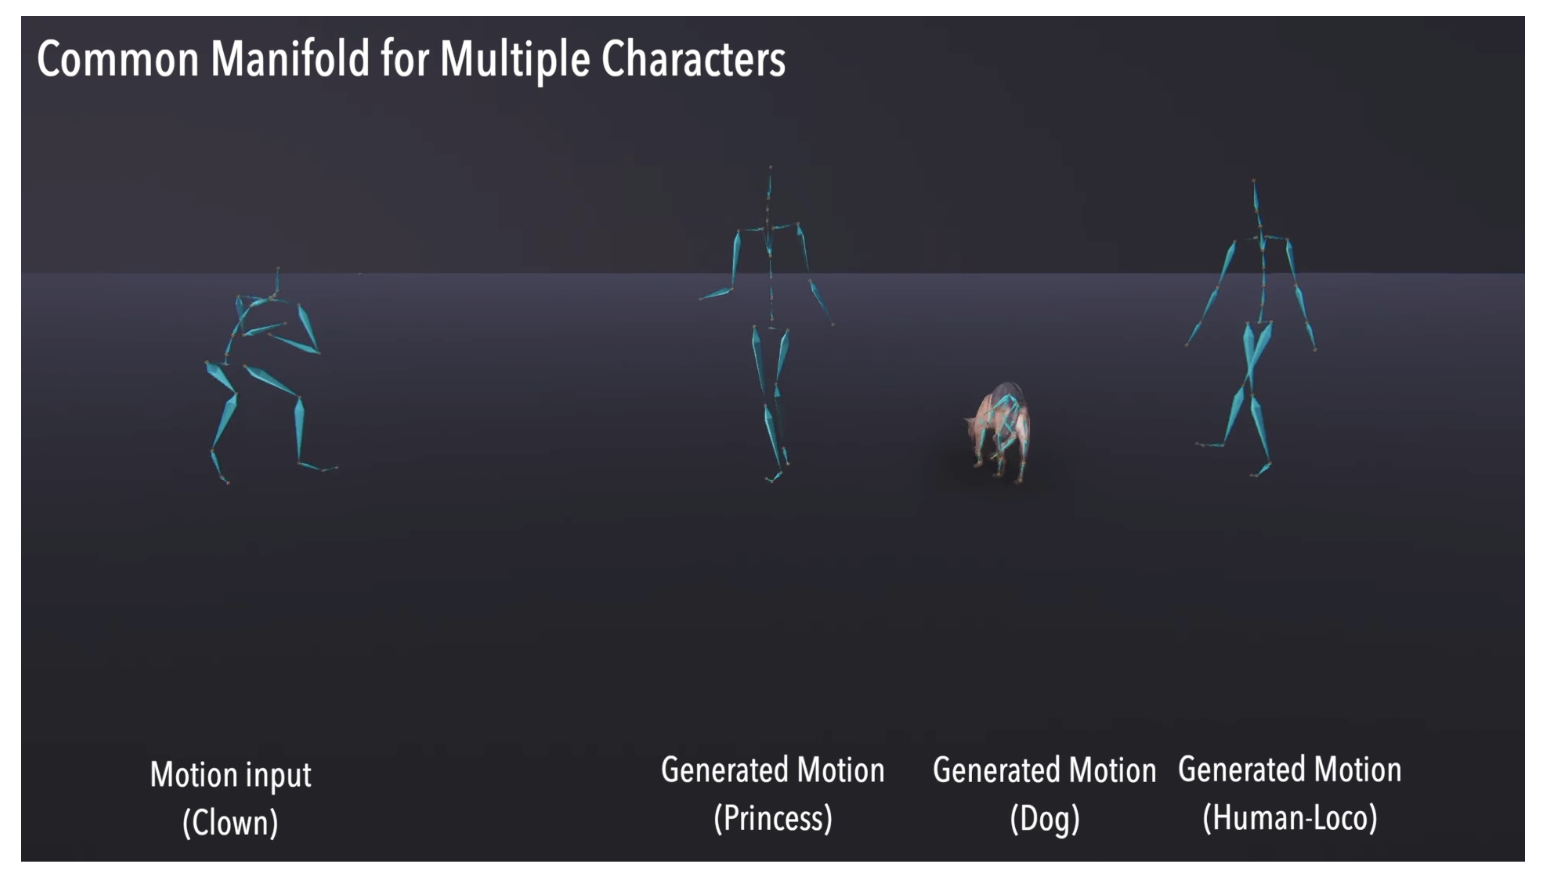 Common Manifold for Multiple Characters
Motion input
(Clown)
Generated Motion
(Princess)
Generated Motion
(Dog)
Generated Motion
(Human-Loco)